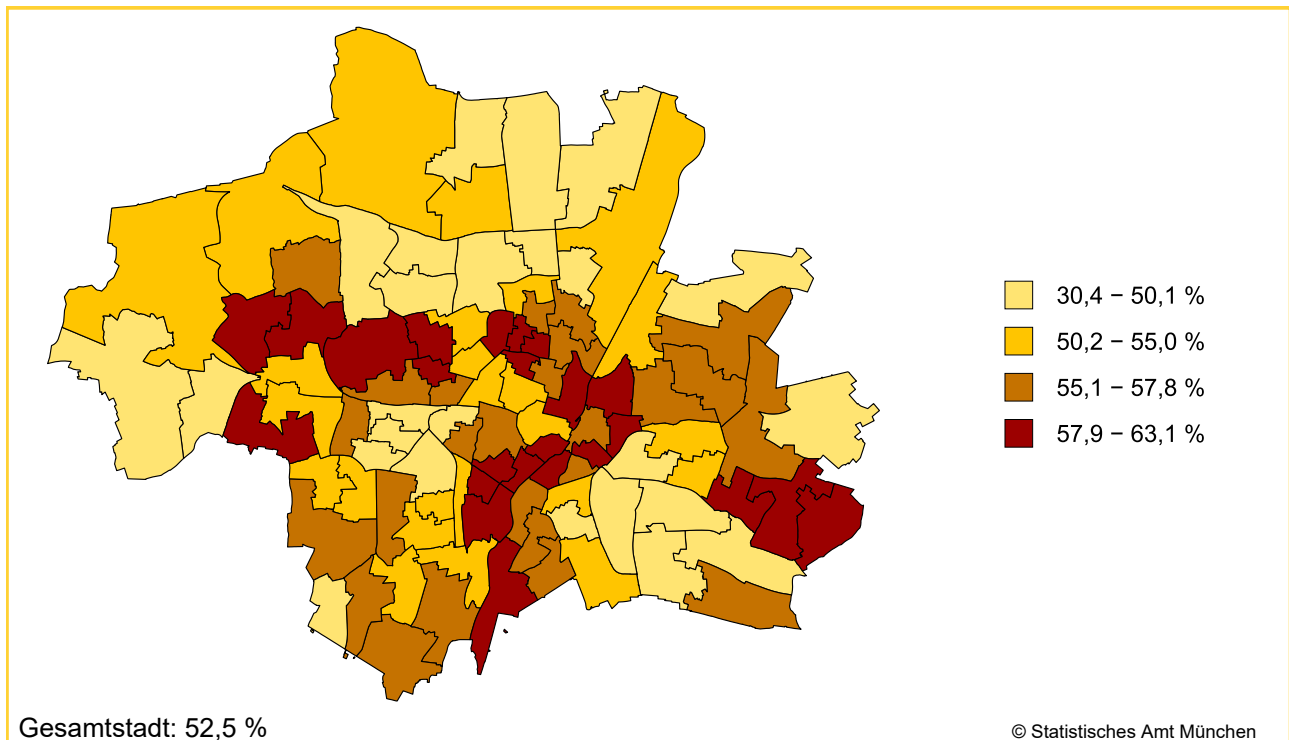 30,4 – 50,1 %
50,2 – 55,0 %
55,1 – 57,8 %
57,9 – 63,1 %
Gesamtstadt: 52,5 %
© Statistisches Amt München